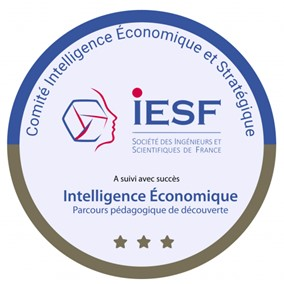 Comité Intelligence Économique et Stratégique
iESF
SOCIÉTÉ DES INGÉNIEURS ET
SCIENTIFIQUES DE FRANCE
A suivi avec succès
Intelligence Économique
Parcours pédagogique de découverte